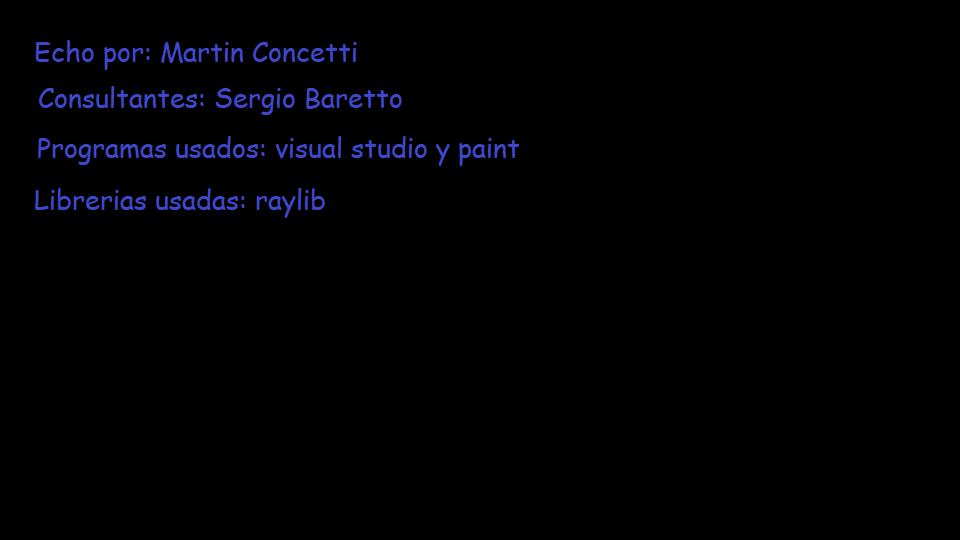 Echo por: Martin Concetti
Consultantes: Sergio Baretto
Programas usados: visual studio y paint
Librerias usadas: raylib